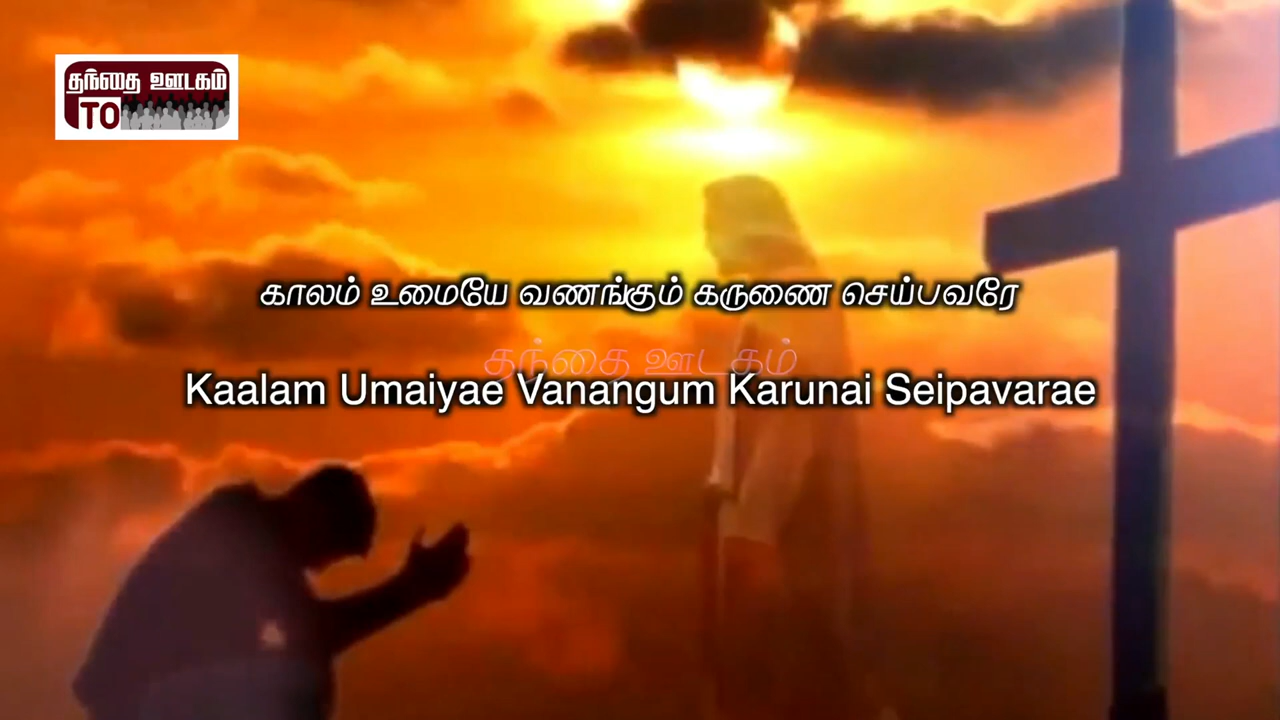 தந்தை ஊடகம்
TO
காலம் உமையே வணங்கும் கருணை செய்பவரே
தந்தை ஊடகம்
Kaalam Umaiyae Vanangum Karunai Seipavarae